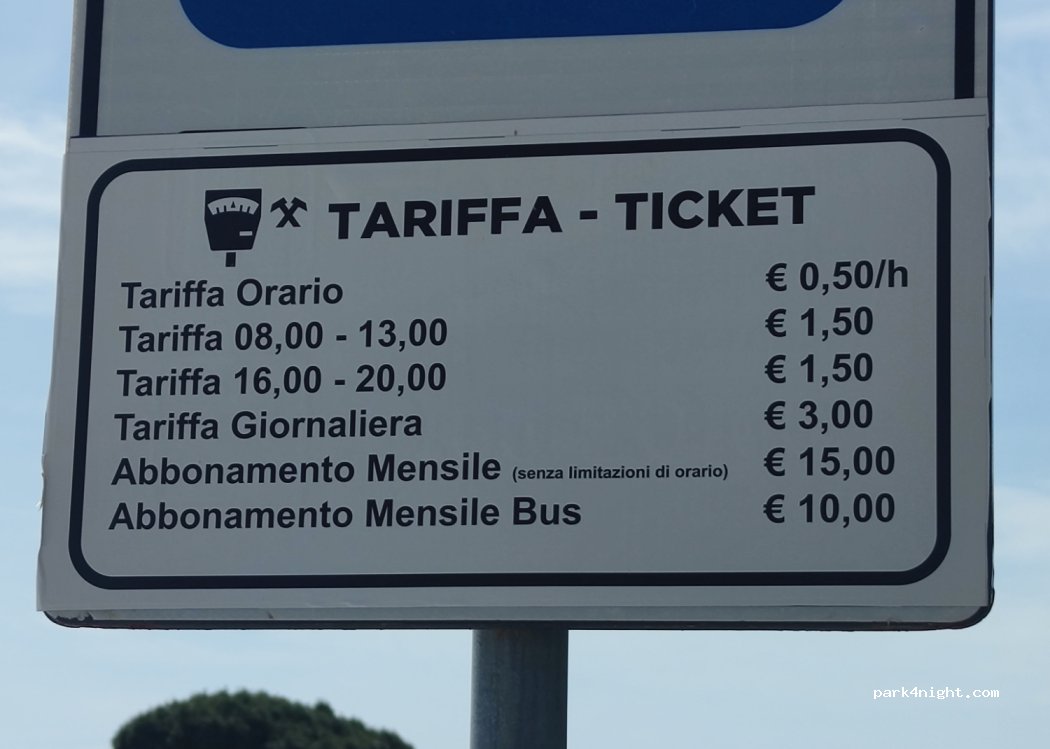 TARIFFA - TICKET
Tariffa Orario € 0,50/h
Tariffa 08,00 - 13,00 € 1,50
Tariffa 16,00 - 20,00 € 1,50
Tariffa Giornaliera € 3,00
Abbonamento Mensile (senza limitazioni di orario) € 15,00
Abbonamento Mensile Bus € 10,00
park4night.com